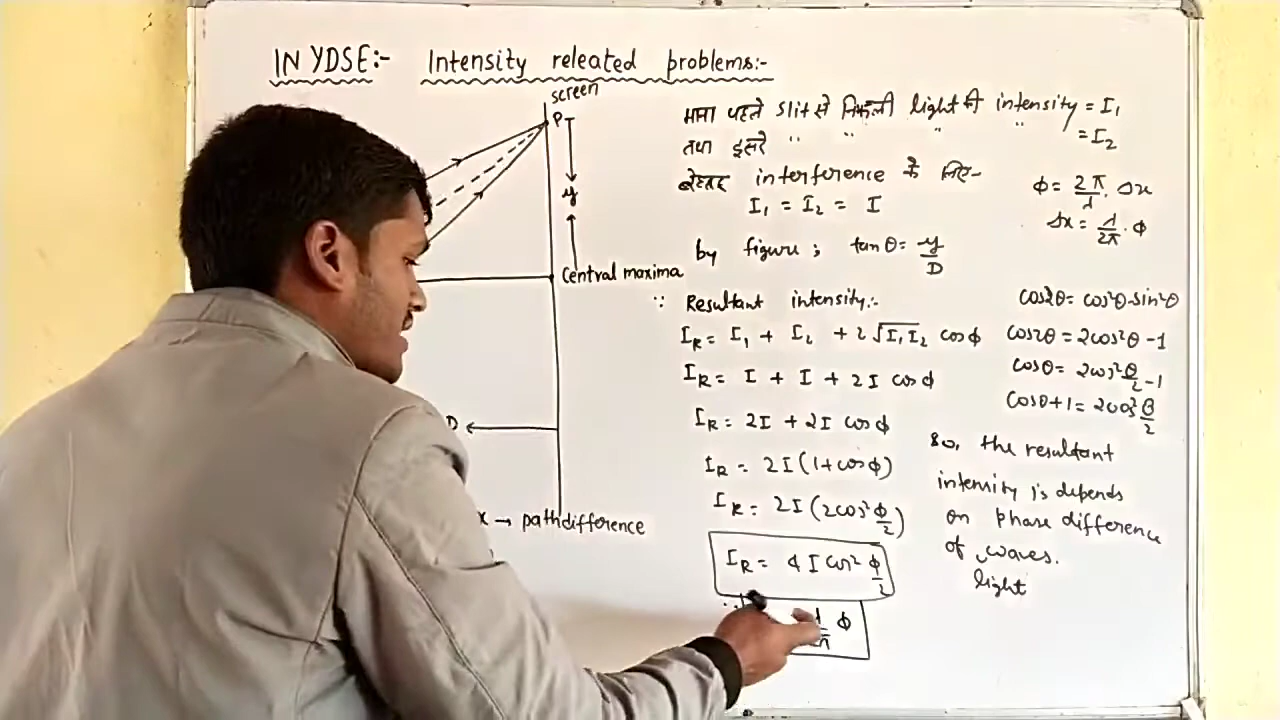 IN YDSE:- Intensity releated problems:-
screen
P
y
Central maxima
D
x → pathdifference
माना पहले slit से निकली light की intensity = I₁
तथा दूसरे " " " " = I₂
बेहतर interference के लिए-
I₁ = I₂ = I
by figure ; tan θ = y/D
∵ Resultant intensity:-
I_R = I₁ + I₂ + 2√I₁I₂ cosϕ
I_R = I + I + 2I cosϕ
I_R = 2I + 2I cosϕ
I_R = 2I(1+cosϕ)
I_R = 2I(2cos²ϕ/2)
I_R = 4I cos²ϕ/2
λ/2π ϕ
ϕ = 2π/λ . Δx
Δx = λ/2π . ϕ
cos2θ = cos²θ-sin²θ
cos2θ = 2cos²θ-1
cosθ = 2cos²θ/2-1
cosθ+1 = 2cos²θ/2
so, the resultant
intensity is depends
on phase difference
of waves.
light